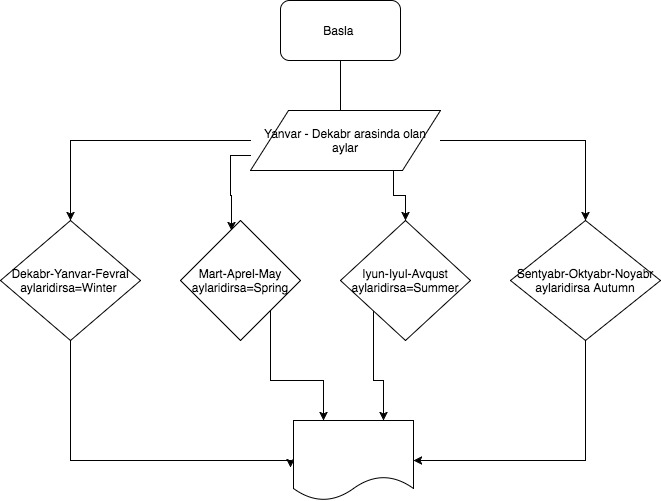 Basla
Yanvar - Dekabr arasinda olan
aylar
Dekabr-Yanvar-Fevral
aylaridirsa=Winter
Mart-Aprel-May
aylaridirsa=Spring
Iyun-Iyul-Avqust
aylaridirsa=Summer
Sentyabr-Oktyabr-Noyabr
aylaridirsa Autumn